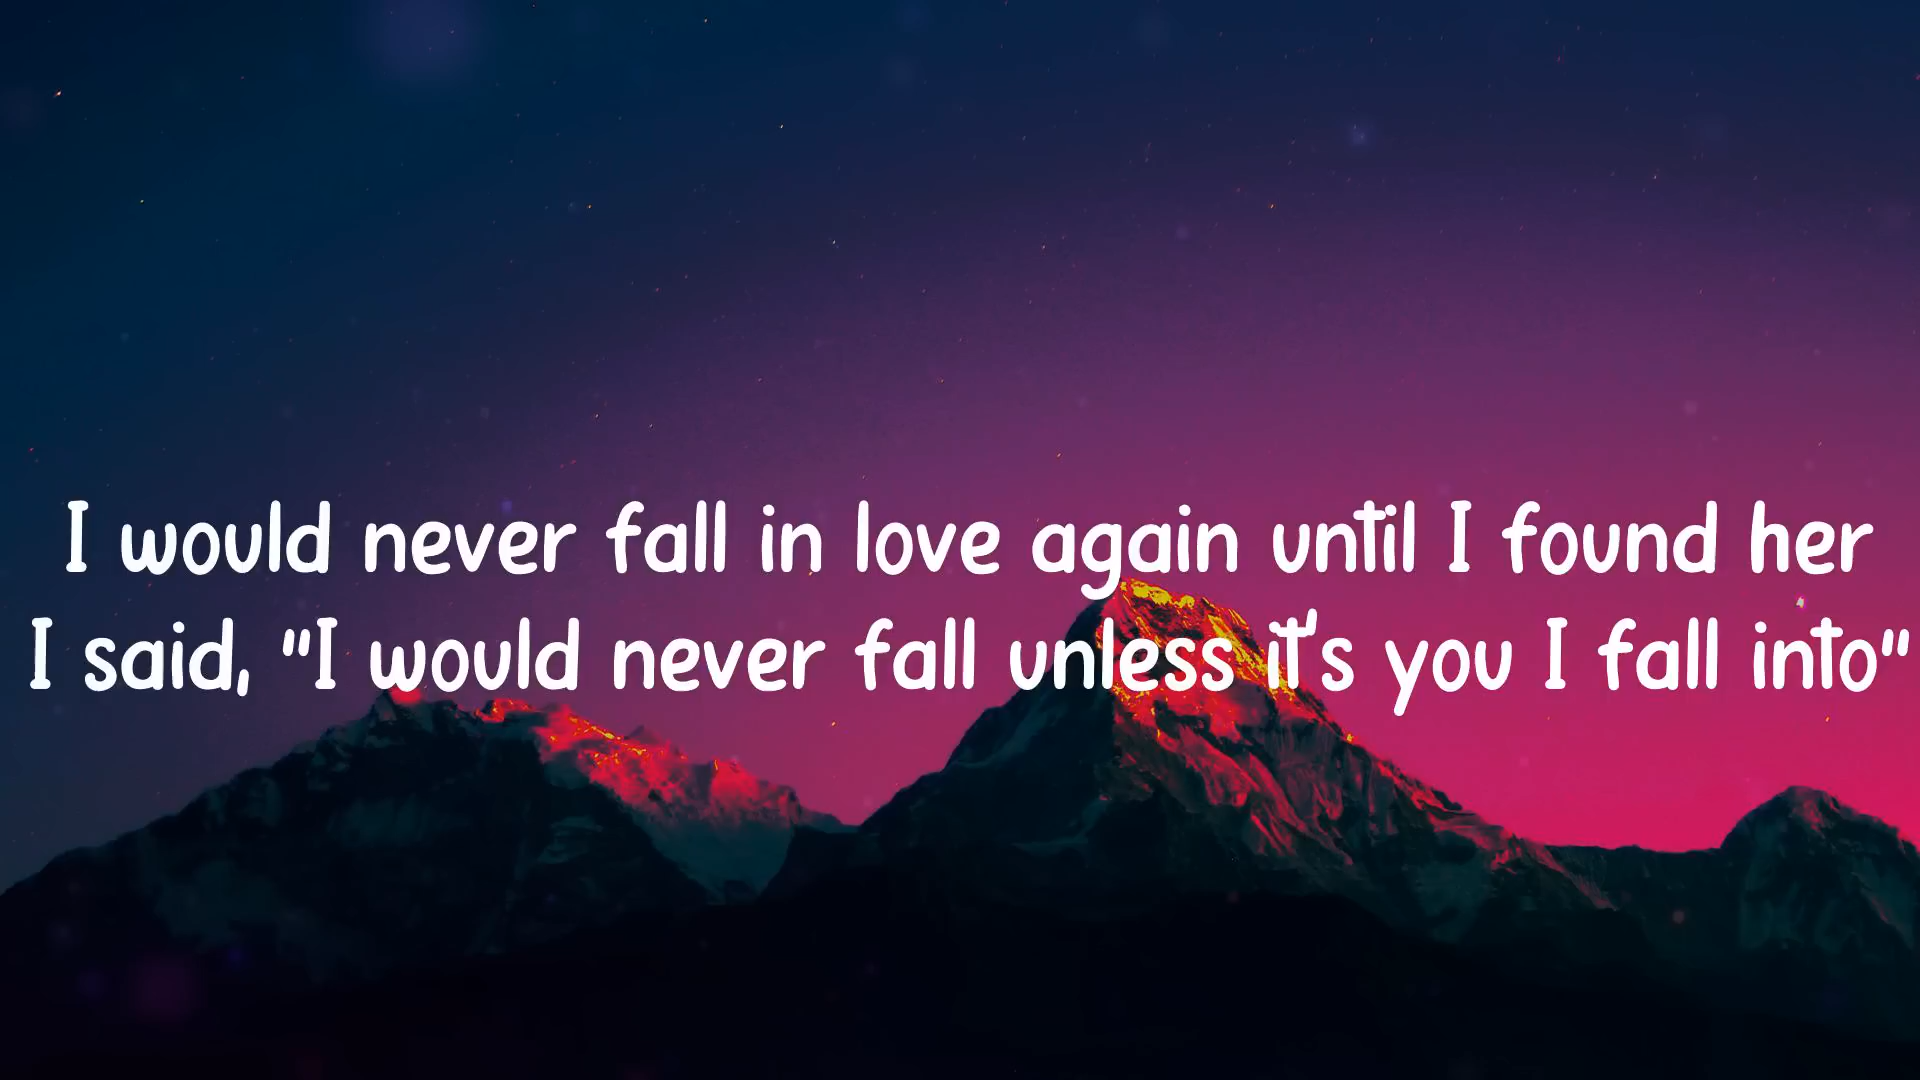 I would never fall in love again until I found her
I said, "I would never fall unless it's you I fall into"